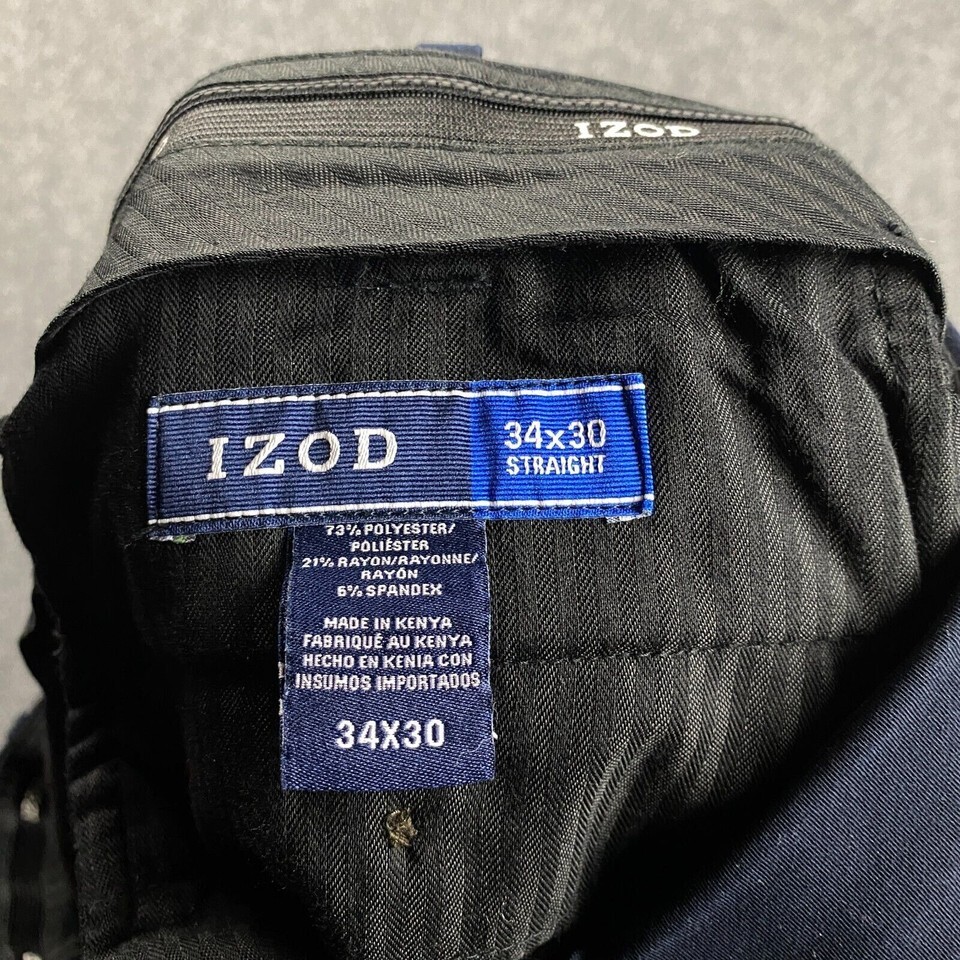 IZOD
IZOD
34x30
STRAIGHT
73% POLYESTER/
POLIÉSTER
21% RAYON/RAYONNE/
RAYÓN
6% SPANDEX
MADE IN KENYA
FABRIQUÉ AU KENYA
HECHO EN KENIA CON
INSUMOS IMPORTADOS
34X30